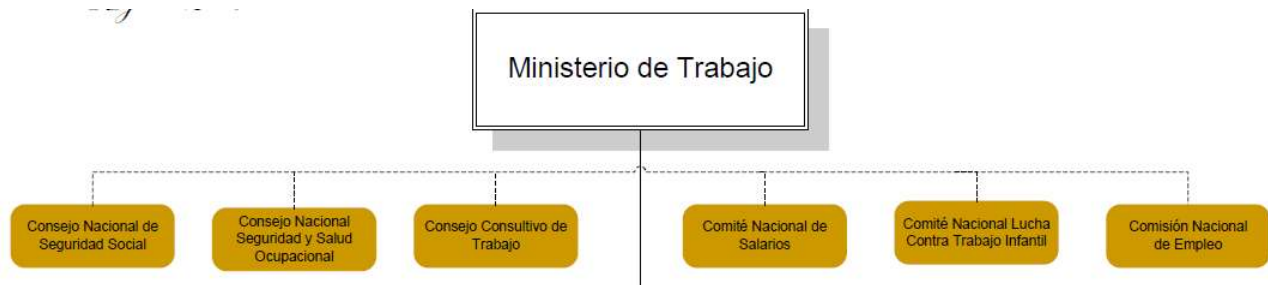 Ministerio de Trabajo
Consejo Nacional de
Seguridad Social
Consejo Nacional
Seguridad y Salud
Ocupacional
Consejo Consultivo de
Trabajo
Comité Nacional de
Salarios
Comité Nacional Lucha
Contra Trabajo Infantil
Comisión Nacional
de Empleo